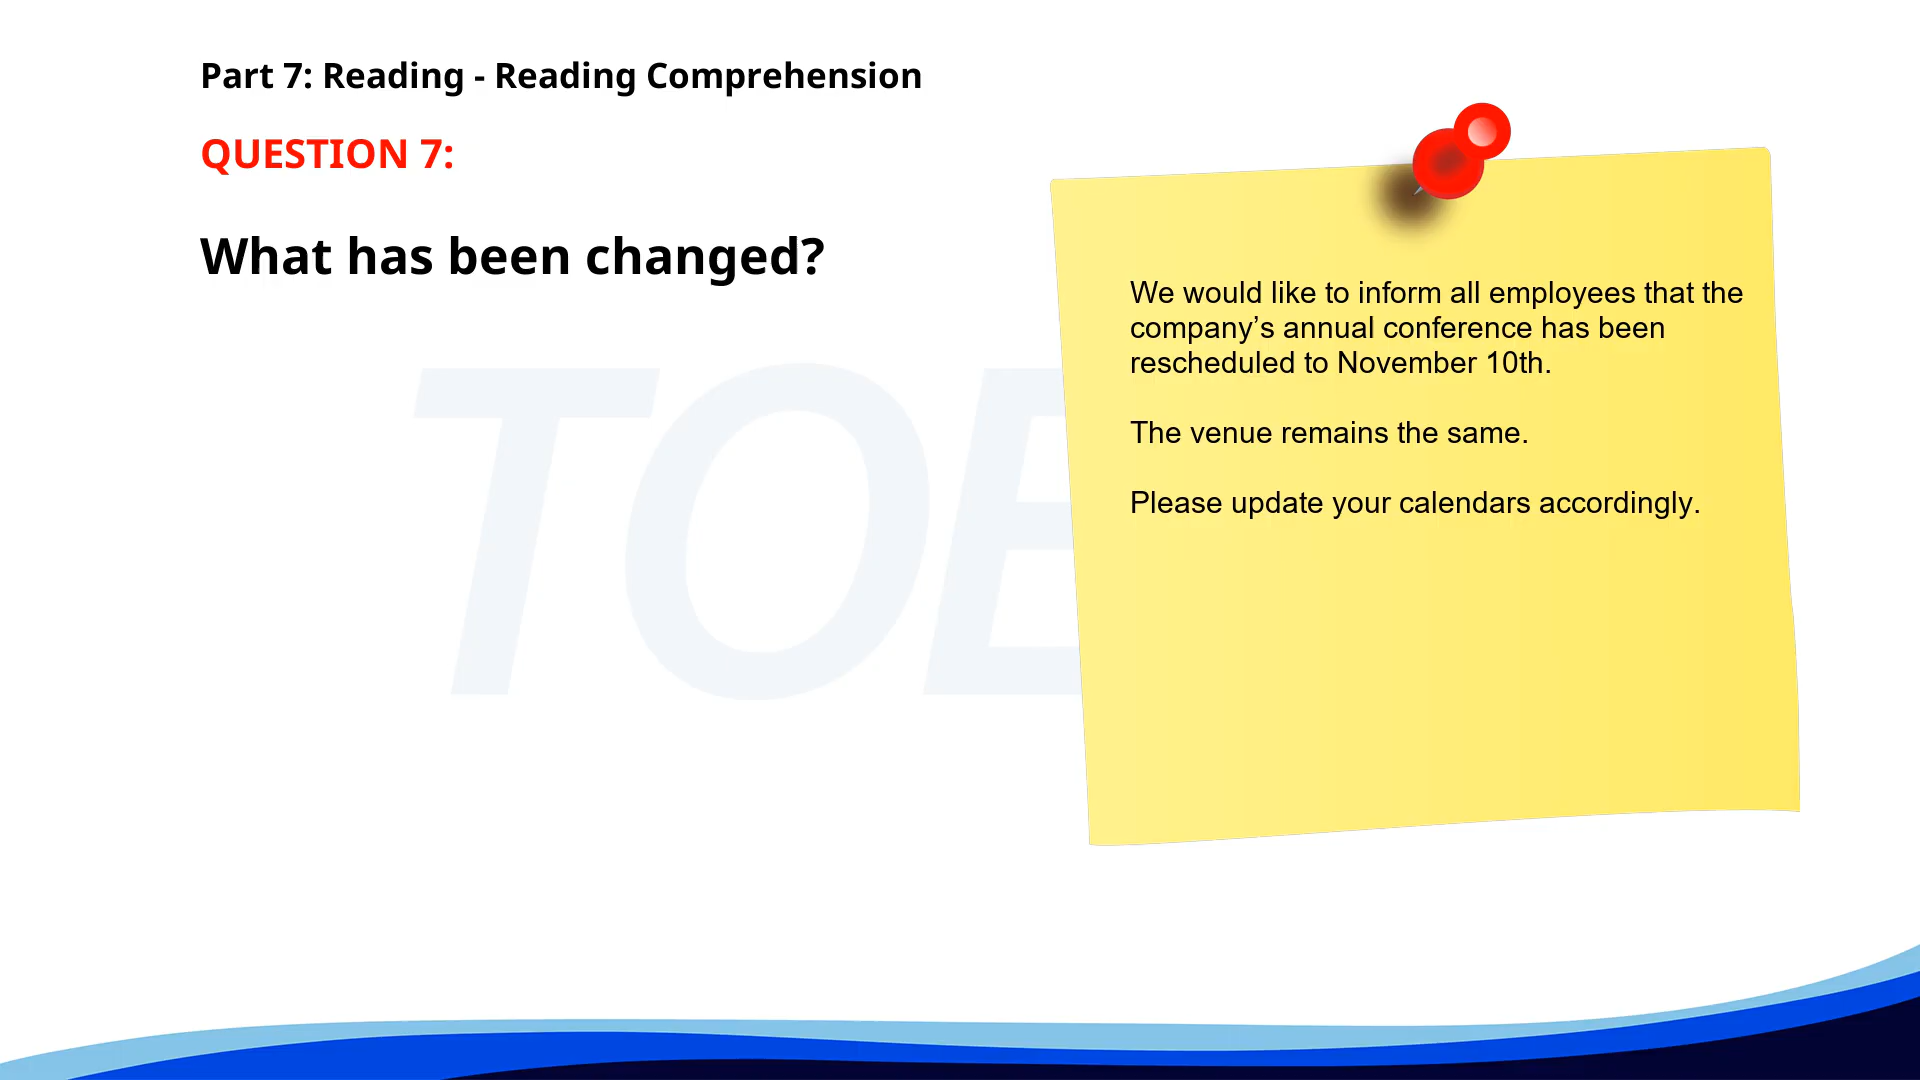 Part 7: Reading - Reading Comprehension
QUESTION 7:
What has been changed?
We would like to inform all employees that the
company’s annual conference has been
rescheduled to November 10th.
The venue remains the same.
Please update your calendars accordingly.
TOE